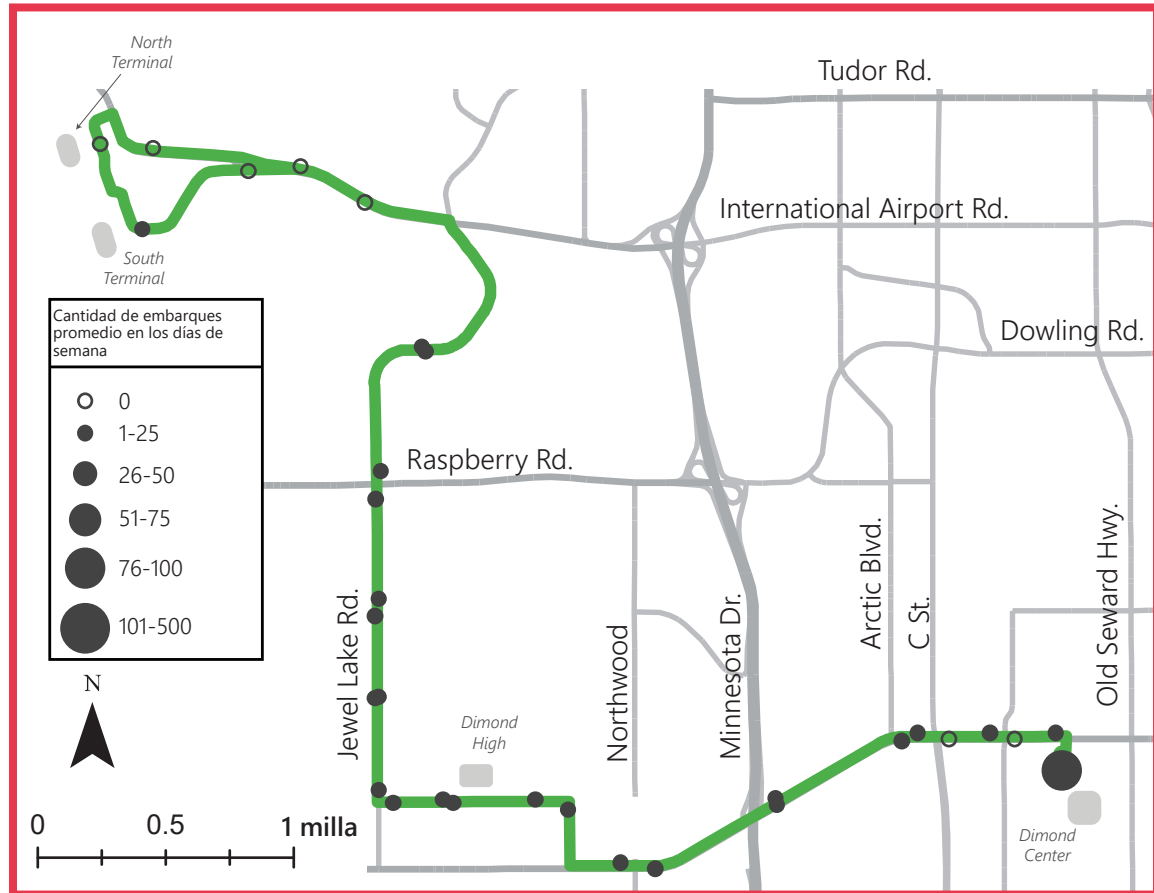 North
Terminal
Tudor Rd.
International Airport Rd.
South
Terminal
Cantidad de embarques
promedio en los días de
semana
0
1-25
26-50
51-75
76-100
101-500
Dowling Rd.
Raspberry Rd.
Jewel Lake Rd.
Northwood
Minnesota Dr.
Arctic Blvd.
C St.
Old Seward Hwy.
N
Dimond
High
0
0.5
1 milla
Dimond
Center